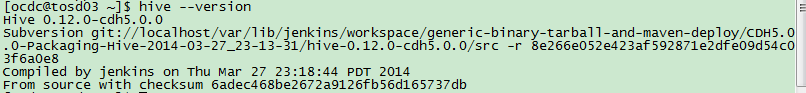 [ocdc@tosd03 ~]$ hive --version
Hive 0.12.0-cdh5.0.0
Subversion git://localhost/var/lib/jenkins/workspace/generic-binary-tarball-and-maven-deploy/CDH5.0
.0-Packaging-Hive-2014-03-27_23-13-31/hive-0.12.0-cdh5.0.0/src -r 8e266e052e423af592871e2dfe09d54c0
3f6a0e8
Compiled by jenkins on Thu Mar 27 23:18:44 PDT 2014
From source with checksum 6adec468be2672a9126fb56d165737db